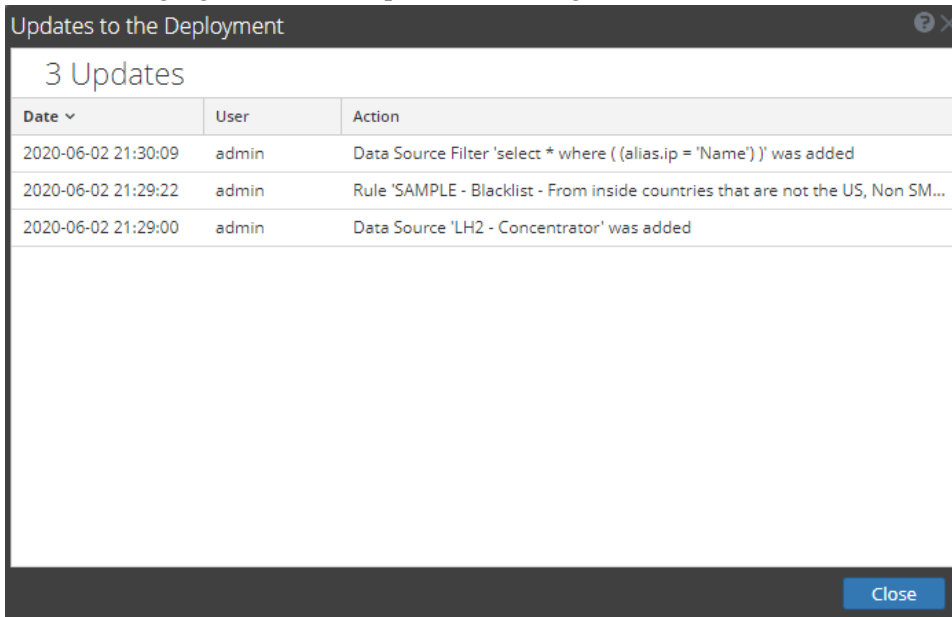 Updates to the Deployment
3 Updates
Date User Action
2020-06-02 21:30:09 admin Data Source Filter 'select * where ( (alias.ip = 'Name') )' was added
2020-06-02 21:29:22 admin Rule 'SAMPLE - Blacklist - From inside countries that are not the US, Non SM...
2020-06-02 21:29:00 admin Data Source 'LH2 - Concentrator' was added
Close